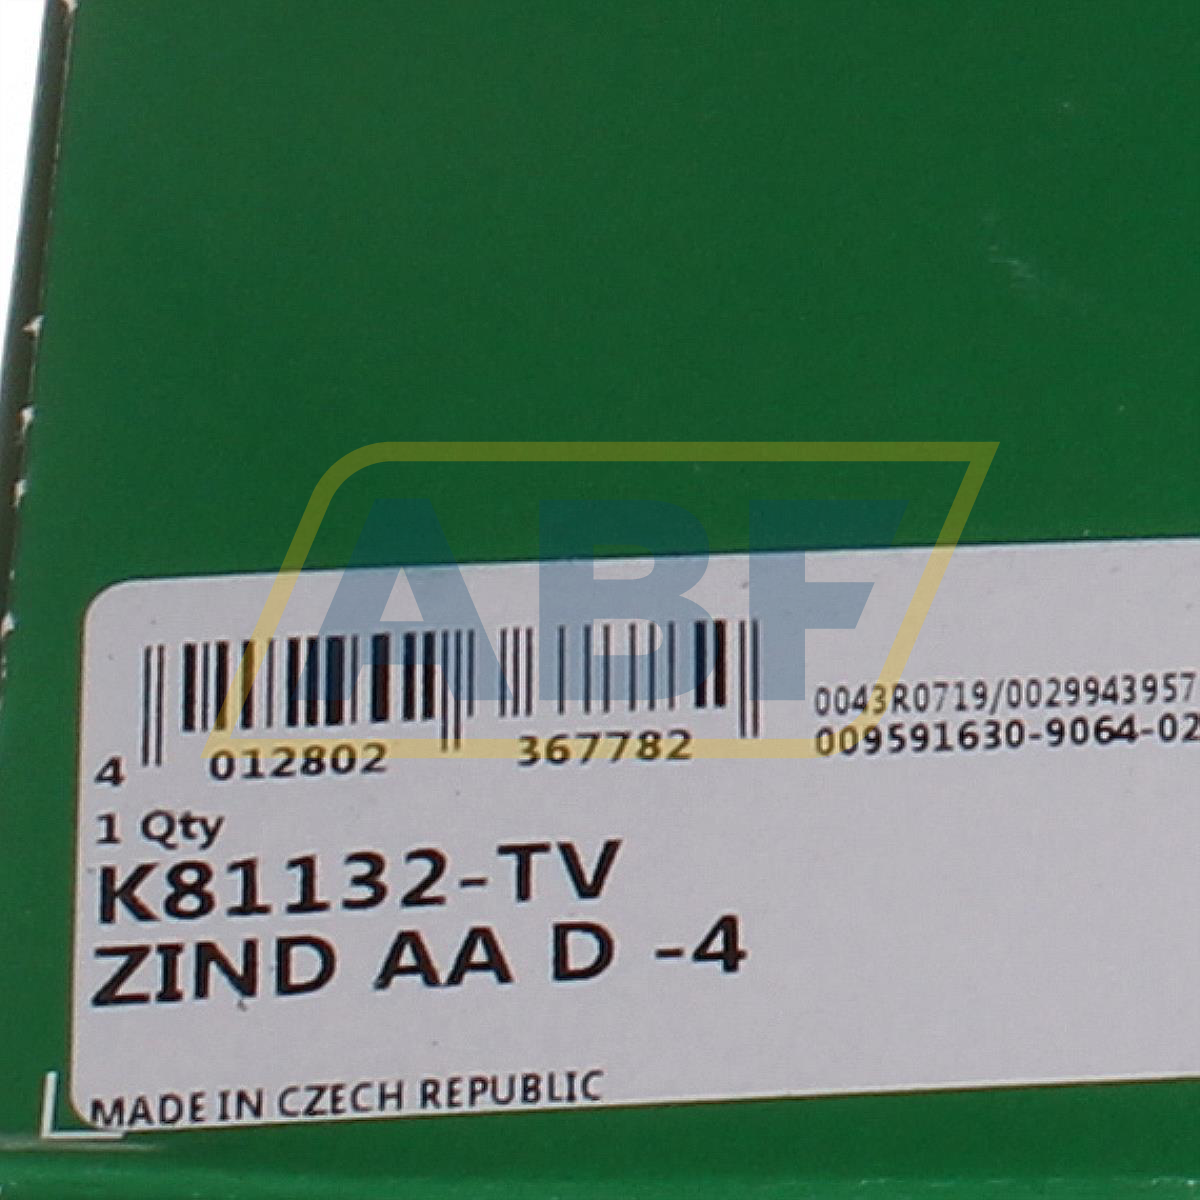 ABF
4 012802 367782
0043R0719/0029943957
009591630-9064-02
1 Qty
K81132-TV
ZIND AA D -4
MADE IN CZECH REPUBLIC